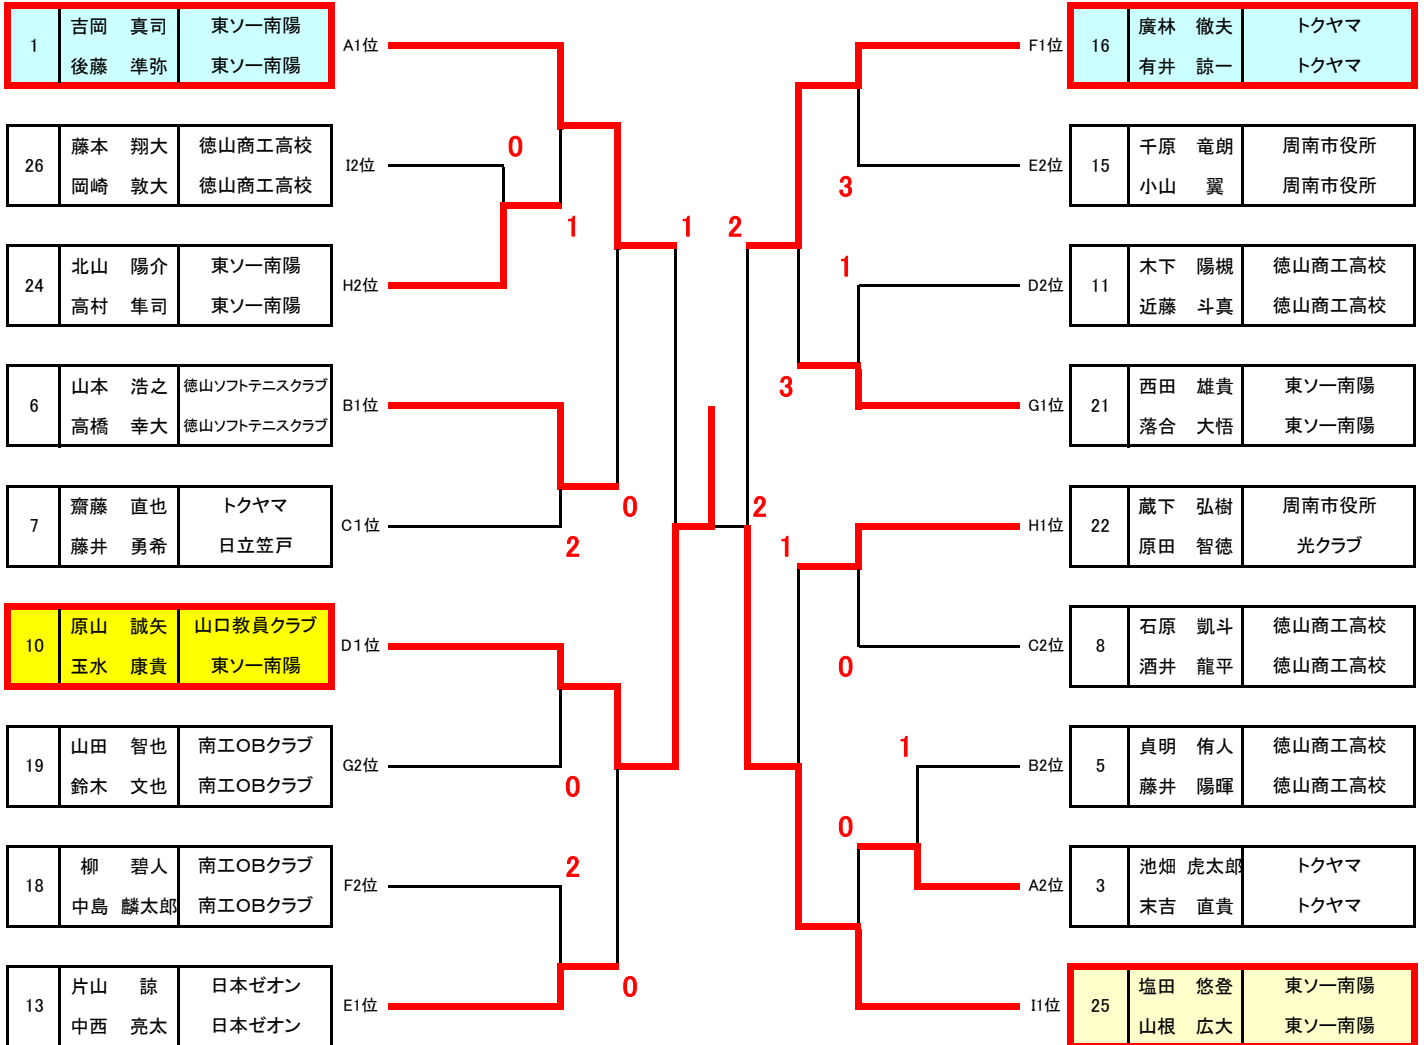 1 吉岡 真司 東ソー南陽
後藤 準弥 東ソー南陽
A1位
26 藤本 翔大 徳山商工高校
岡崎 敦大 徳山商工高校
I2位
0
24 北山 陽介 東ソー南陽
高村 隼司 東ソー南陽
H2位
1
1
6 山本 浩之 徳山ソフトテニスクラブ
高橋 幸大 徳山ソフトテニスクラブ
B1位
7 齋藤 直也 トクヤマ
藤井 勇希 日立笠戸
C1位
0
2
10 原山 誠矢 山口教員クラブ
玉水 康貴 東ソー南陽
D1位
19 山田 智也 南工OBクラブ
鈴木 文也 南工OBクラブ
G2位
0
18 柳 碧人 南工OBクラブ
中島 麟太郎 南工OBクラブ
F2位
2
13 片山 諒 日本ゼオン
中西 亮太 日本ゼオン
E1位
0
F1位
16 廣林 徹夫 トクヤマ
有井 諒一 トクヤマ
E2位
15 千原 竜朗 周南市役所
小山 翼 周南市役所
3
2
1
D2位
11 木下 陽槻 徳山商工高校
近藤 斗真 徳山商工高校
3
G1位
21 西田 雄貴 東ソー南陽
落合 大悟 東ソー南陽
2
1
H1位
22 蔵下 弘樹 周南市役所
原田 智徳 光クラブ
C2位
8 石原 凱斗 徳山商工高校
酒井 龍平 徳山商工高校
0
1
B2位
5 貞明 侑人 徳山商工高校
藤井 陽暉 徳山商工高校
0
A2位
3 池畑 虎太郎 トクヤマ
末吉 直貴 トクヤマ
I1位
25 塩田 悠登 東ソー南陽
山根 広大 東ソー南陽